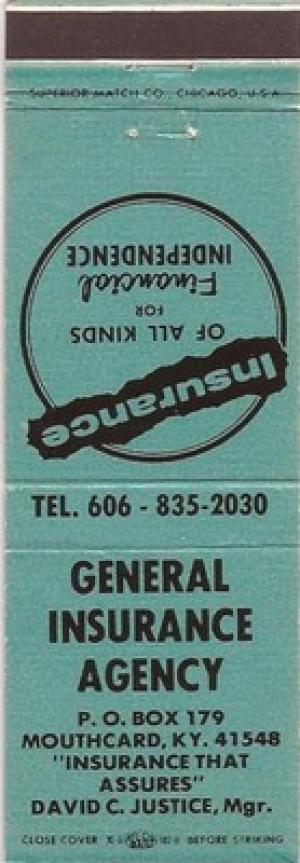 SUPERIOR MATCH CO., CHICAGO, U.S.A.
Insurance
OF ALL KINDS
FOR
Financial
INDEPENDENCE
TEL. 606 - 835-2030
GENERAL
INSURANCE
AGENCY
P. O. BOX 179
MOUTHCARD, KY. 41548
"INSURANCE THAT
ASSURES"
DAVID C. JUSTICE, Mgr.
CLOSE COVER BEFORE STRIKING